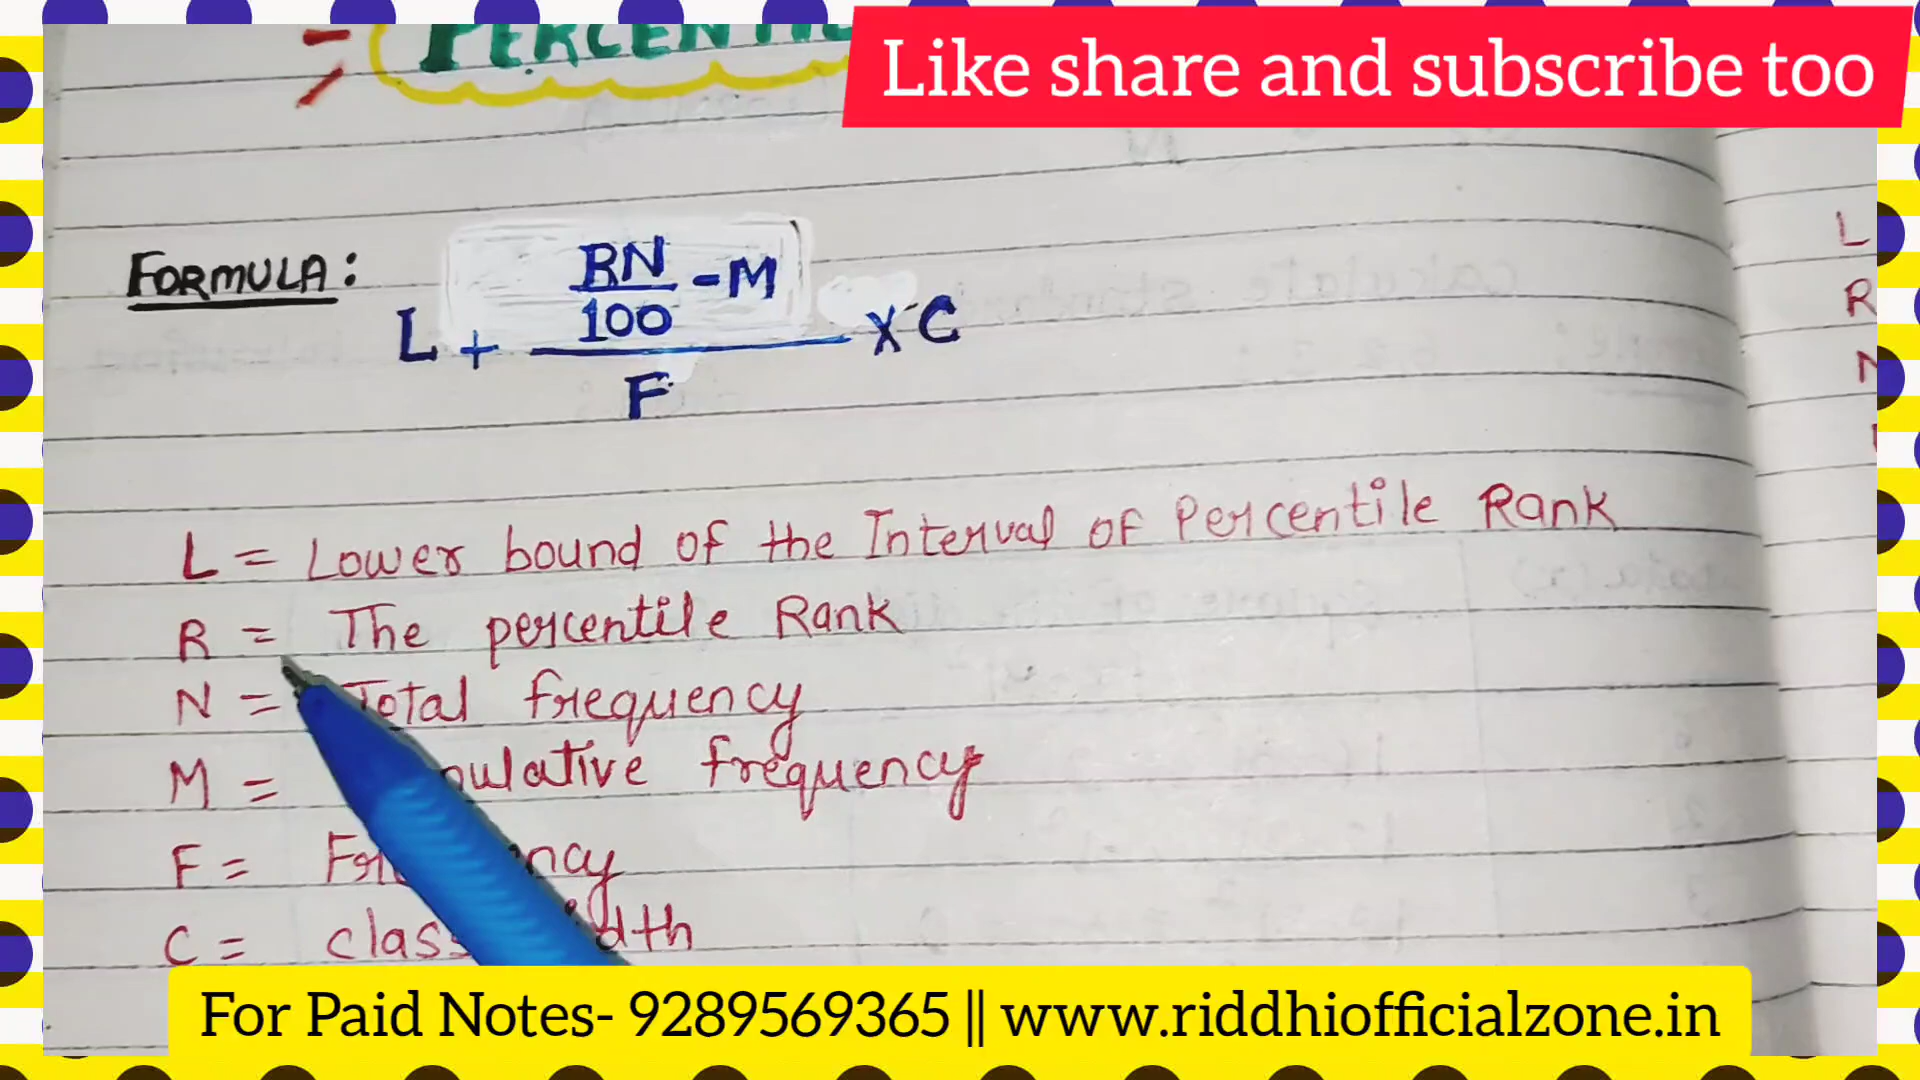 Like share and subscribe too
FORMULA:
L + RN/100 - M / F x C
L = Lower bound of the Interval of Percentile Rank
R = The percentile Rank
N = Total frequency
M = frequency
F =
C = class
L
R
For Paid Notes- 9289569365 || www.riddhiofficialzone.in